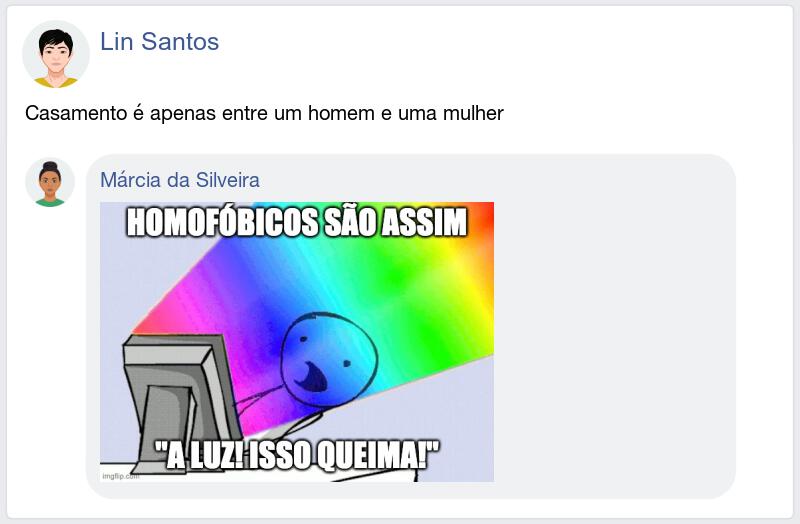 Lin Santos
Casamento é apenas entre um homem e uma mulher
Márcia da Silveira
HOMOFÓBICOS SÃO ASSIM
"A LUZ! ISSO QUEIMA!"
imgflip.com